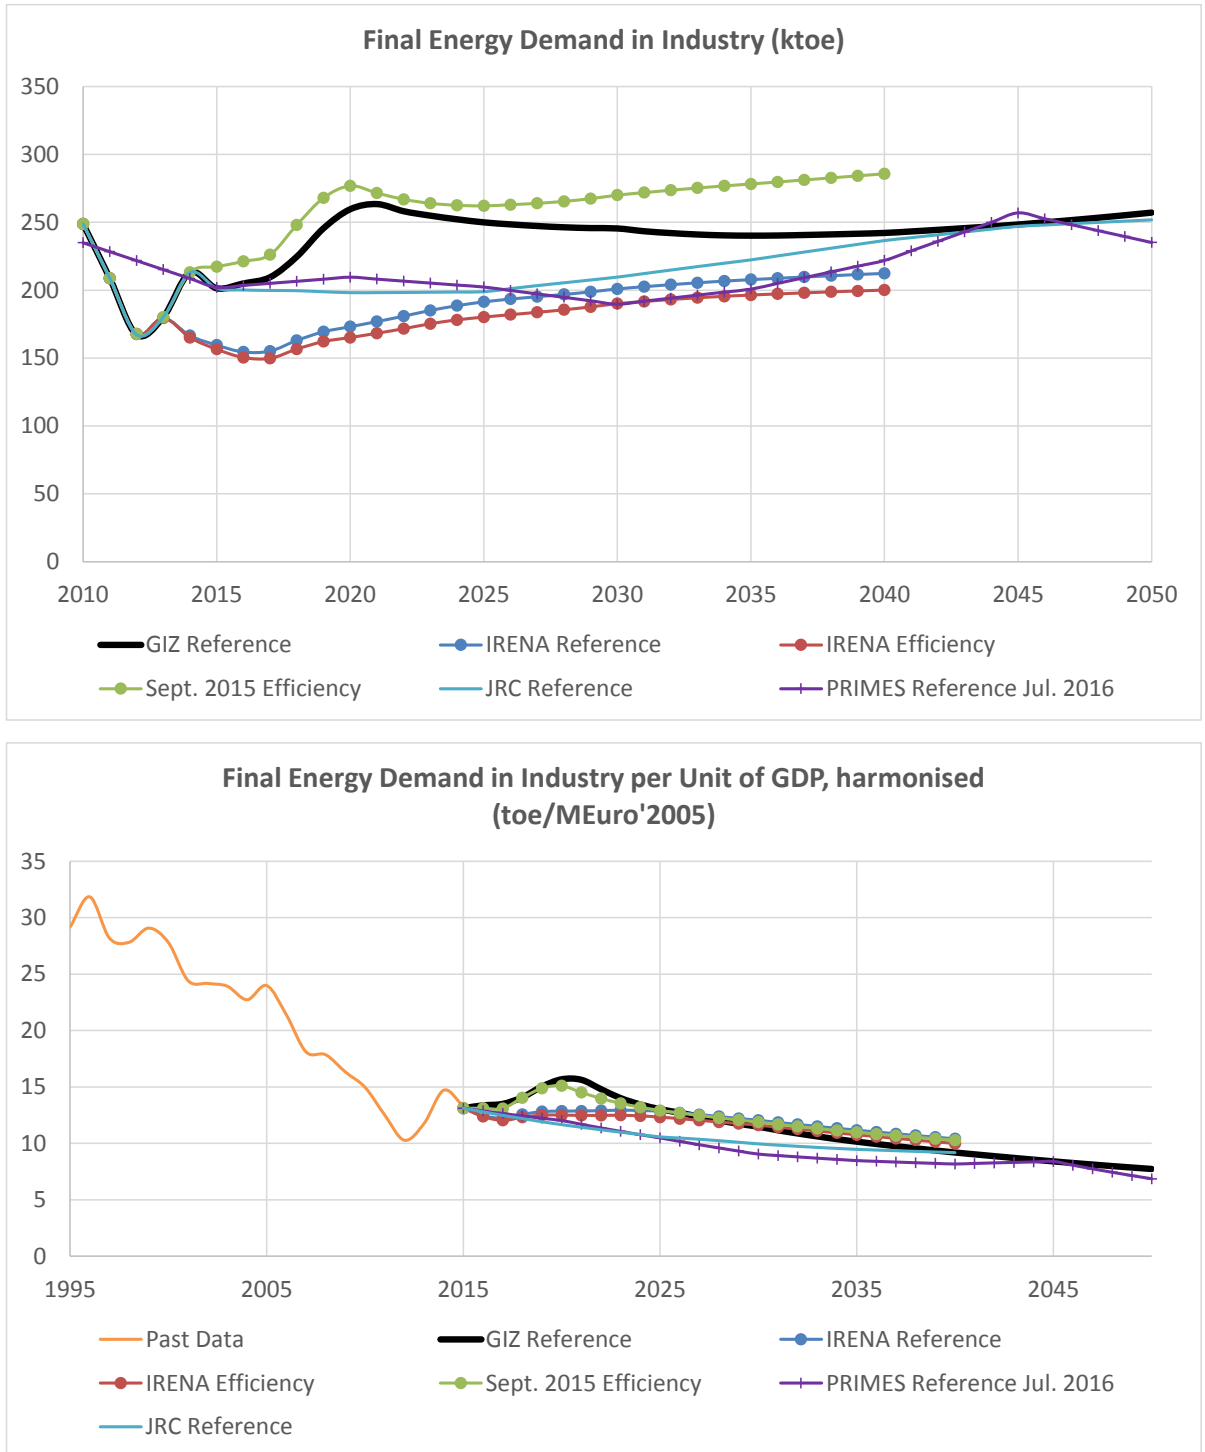 Final Energy Demand in Industry (ktoe)
350
300
250
200
150
100
50
0
2010 2015 2020 2025 2030 2035 2040 2045 2050
GIZ Reference IRENA Reference IRENA Efficiency
Sept. 2015 Efficiency JRC Reference PRIMES Reference Jul. 2016
Final Energy Demand in Industry per Unit of GDP, harmonised
(toe/MEuro'2005)
35
30
25
20
15
10
5
0
1995 2005 2015 2025 2035 2045
Past Data GIZ Reference IRENA Reference
IRENA Efficiency Sept. 2015 Efficiency PRIMES Reference Jul. 2016
JRC Reference